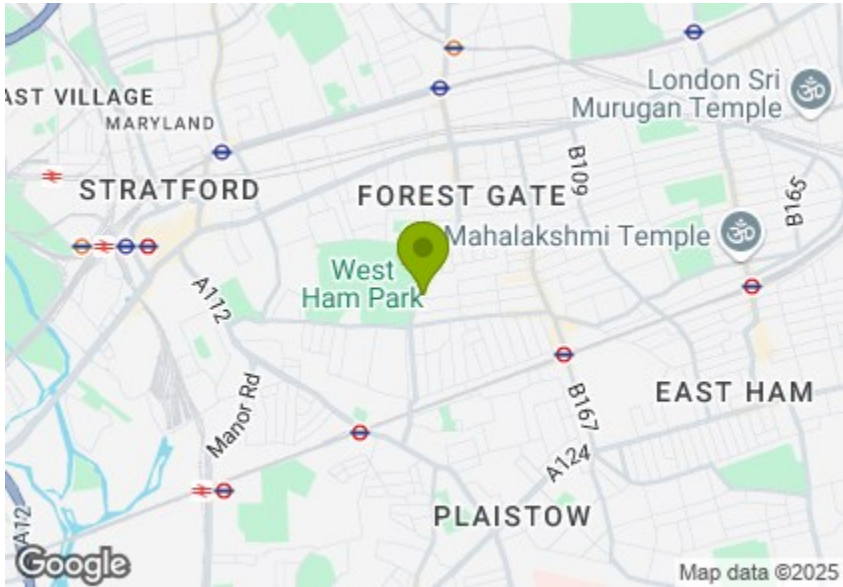 London Sri
Murugan Temple
AST VILLAGE
MARYLAND
B109
STRATFORD
FOREST GATE
B165
Mahalakshmi Temple
West
Ham Park
A112
Manor Rd
EAST HAM
B167
A124
PLAISTOW
A12
Google
Map data ©2025